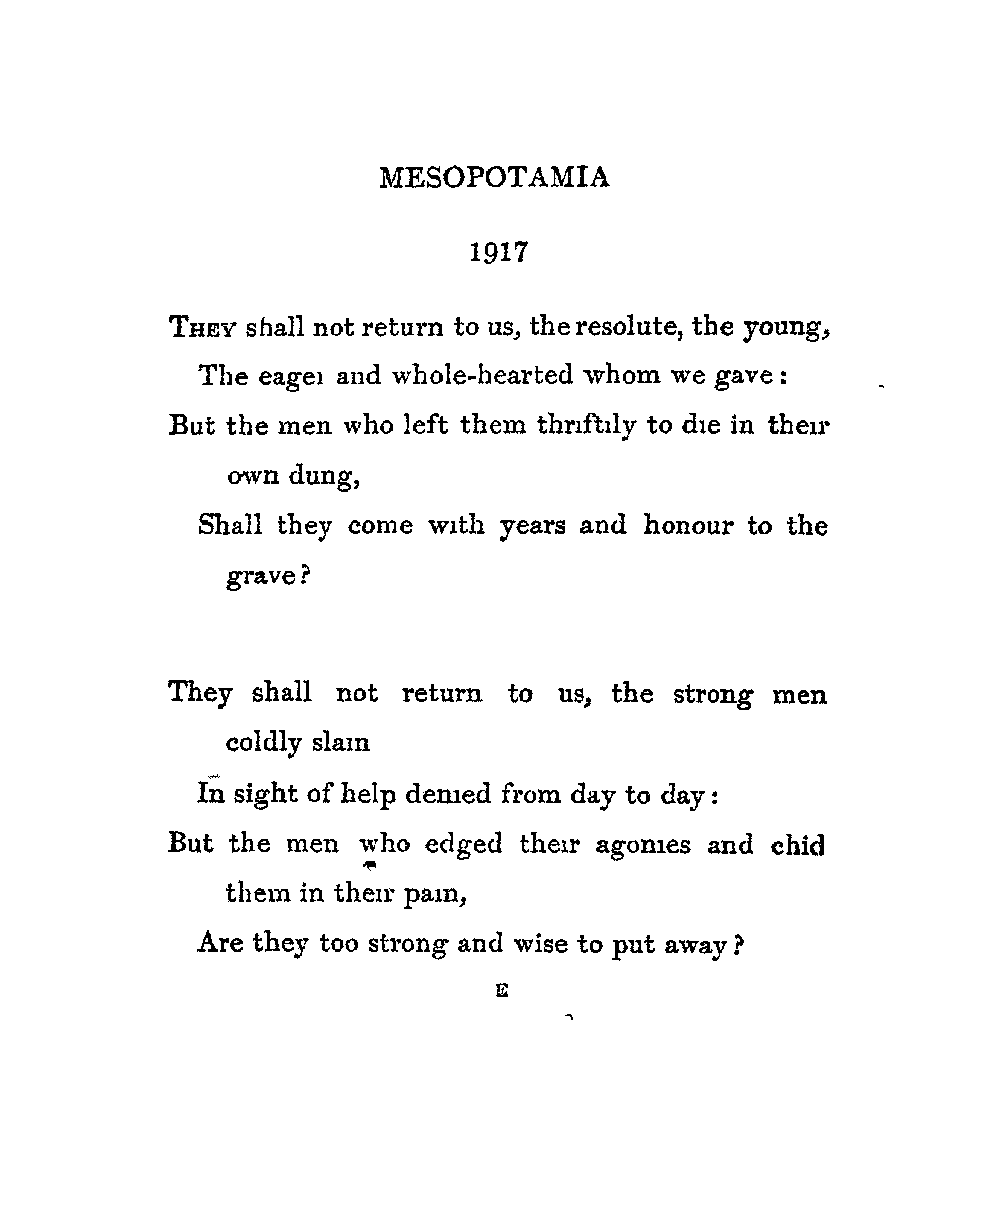 MESOPOTAMIA
1917
THEY shall not return to us, the resolute, the young,
The eager and whole-hearted whom we gave:
But the men who left them thriftily to die in their
own dung,
Shall they come with years and honour to the
grave?
They shall not return to us, the strong men
coldly slain
In sight of help denied from day to day:
But the men who edged their agonies and chid
them in their pain,
Are they too strong and wise to put away?
E